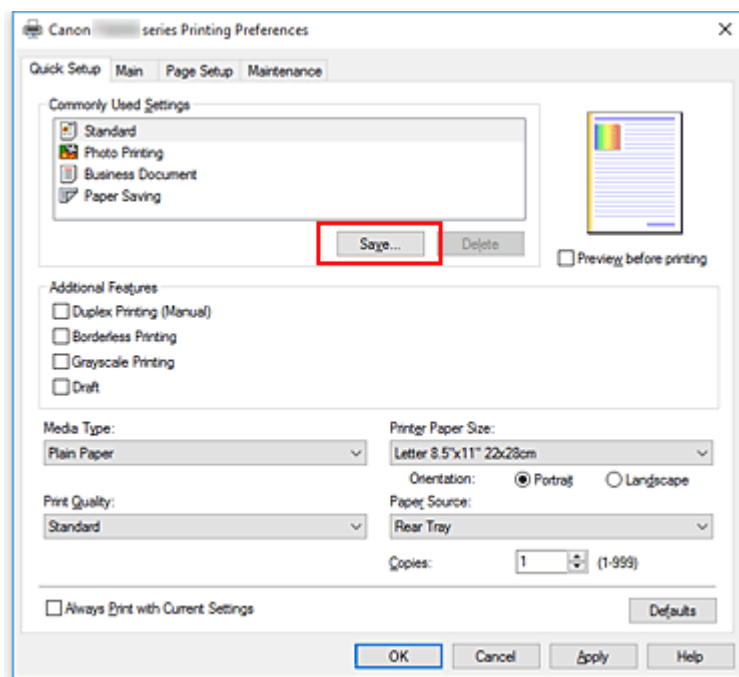 Canon series Printing Preferences
Quick Setup Main Page Setup Maintenance
Commonly Used Settings
Standard
Photo Printing
Business Document
Paper Saving
Save... Delete
Preview before printing
Additional Features
Duplex Printing (Manual)
Borderless Printing
Grayscale Printing
Draft
Media Type: Printer Paper Size:
Plain Paper Letter 8.5"x11" 22x28cm
Orientation: Portrait Landscape
Print Quality: Paper Source:
Standard Rear Tray
Copies: 1 (1-999)
Always Print with Current Settings Defaults
OK Cancel Apply Help